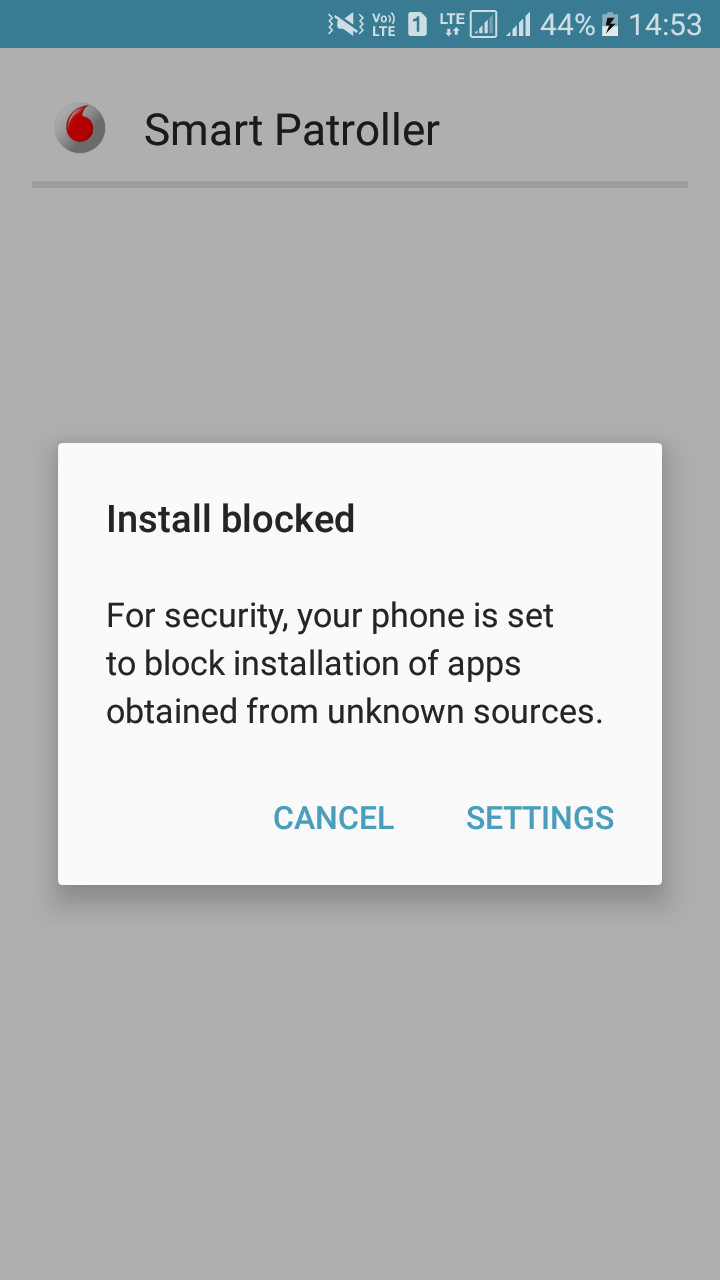 Vo)) LTE 1 LTE 44% 14:53
Smart Patroller
Install blocked
For security, your phone is set
to block installation of apps
obtained from unknown sources.
CANCEL SETTINGS